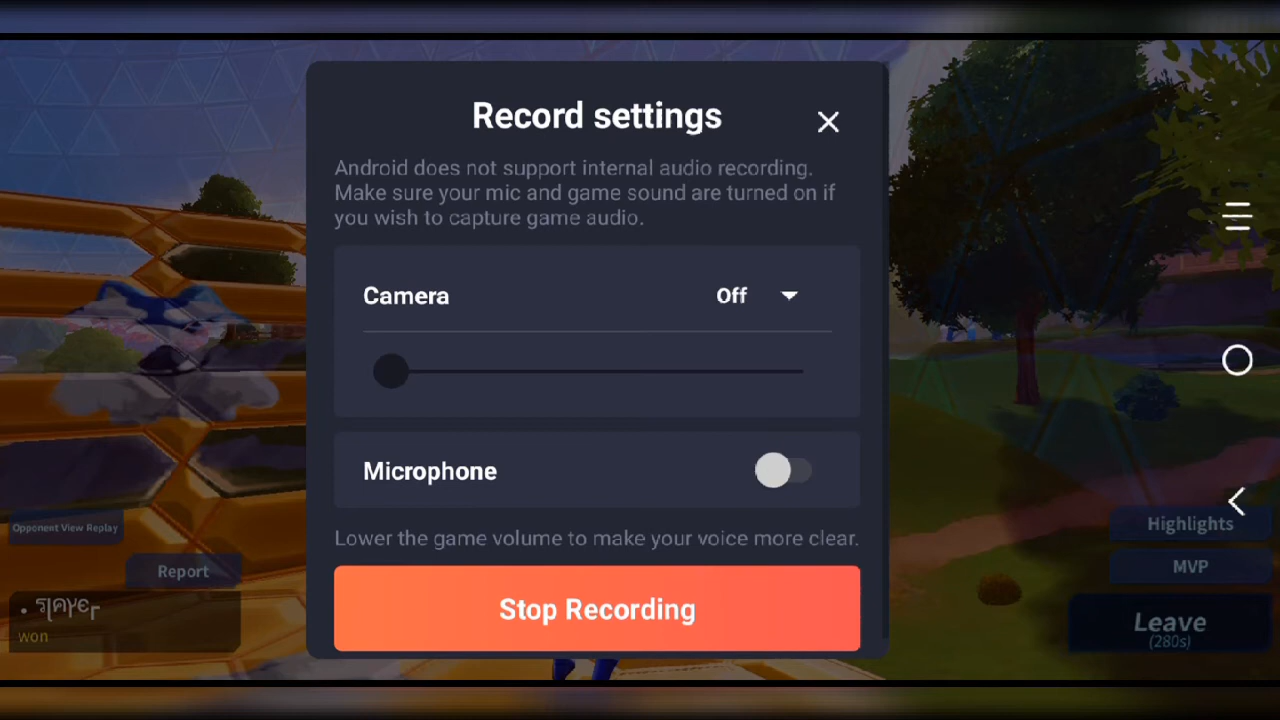 Record settings
Android does not support internal audio recording.
Make sure your mic and game sound are turned on if
you wish to capture game audio.
Camera
Off
Microphone
Lower the game volume to make your voice more clear.
Stop Recording
Opponent View Replay
Report
won
Highlights
MVP
Leave
(280s)